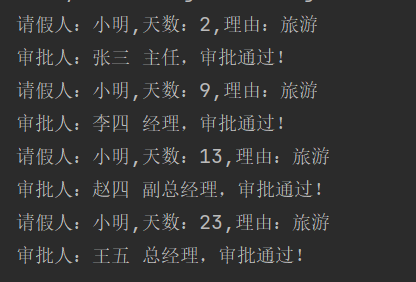 请假人：小明,天数：2,理由：旅游
审批人：张三 主任，审批通过！
请假人：小明,天数：9,理由：旅游
审批人：李四 经理，审批通过！
请假人：小明,天数：13,理由：旅游
审批人：赵四 副总经理，审批通过！
请假人：小明,天数：23,理由：旅游
审批人：王五 总经理，审批通过！